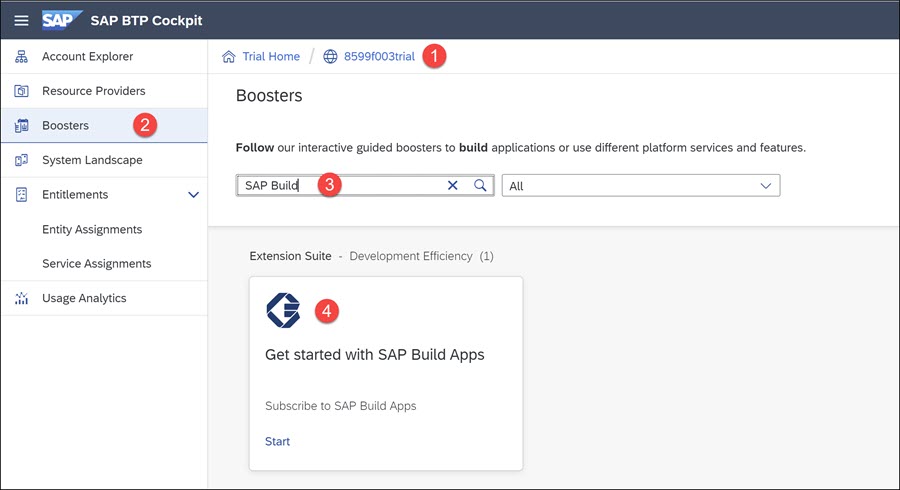 SAP SAP BTP Cockpit
Account Explorer
Resource Providers
Boosters 2
System Landscape
Entitlements
Entity Assignments
Service Assignments
Usage Analytics
Trial Home / 8599f003trial 1
Boosters
Follow our interactive guided boosters to build applications or use different platform services and features.
SAP Build 3 All
Extension Suite - Development Efficiency (1)
4
Get started with SAP Build Apps
Subscribe to SAP Build Apps
Start